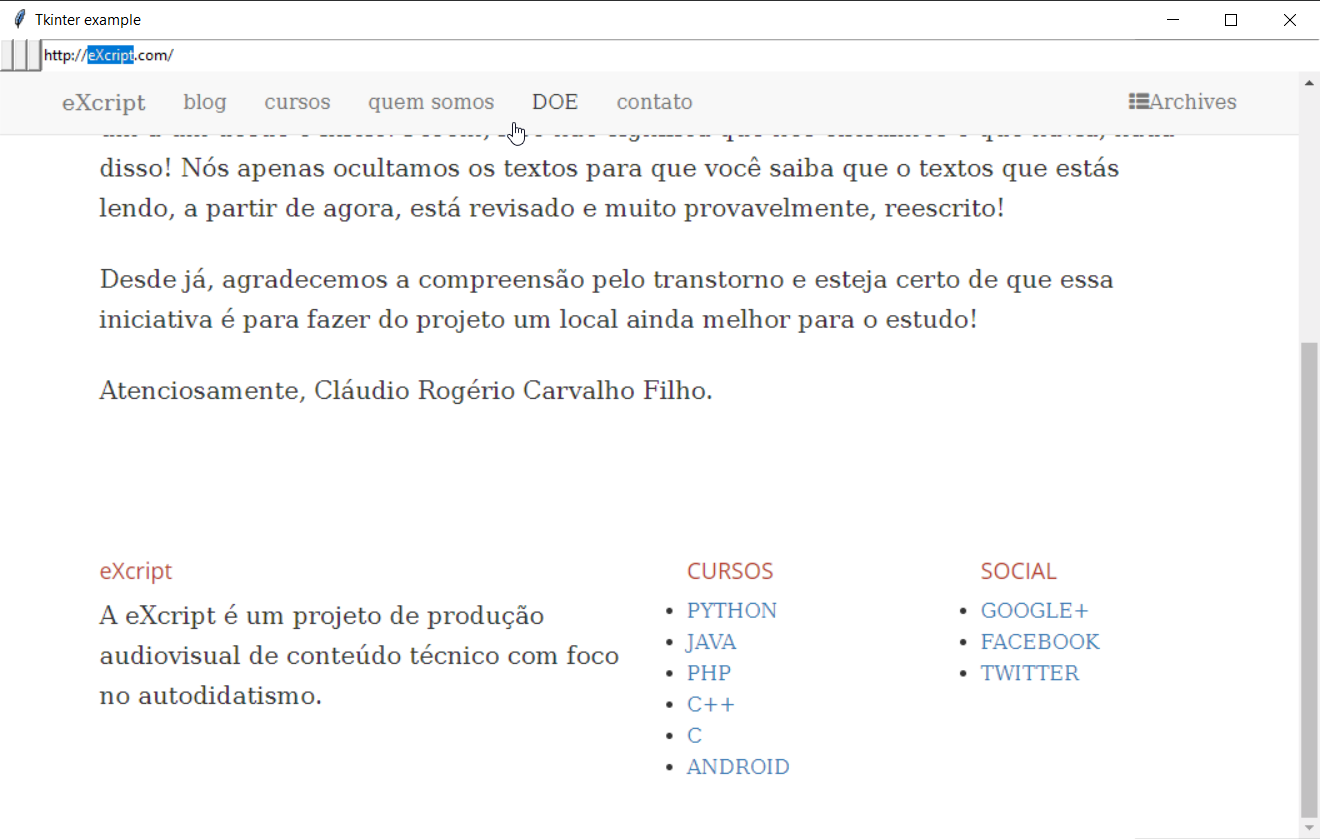 Tkinter example
http://eXcript.com/
eXcript blog cursos quem somos DOE contato Archives
disso! Nós apenas ocultamos os textos para que você saiba que o textos que estás
lendo, a partir de agora, está revisado e muito provavelmente, reescrito!
Desde já, agradecemos a compreensão pelo transtorno e esteja certo de que essa
iniciativa é para fazer do projeto um local ainda melhor para o estudo!
Atenciosamente, Cláudio Rogério Carvalho Filho.
eXcript
A eXcript é um projeto de produção
audiovisual de conteúdo técnico com foco
no autodidatismo.
CURSOS
PYTHON
JAVA
PHP
C++
C
ANDROID
SOCIAL
GOOGLE+
FACEBOOK
TWITTER